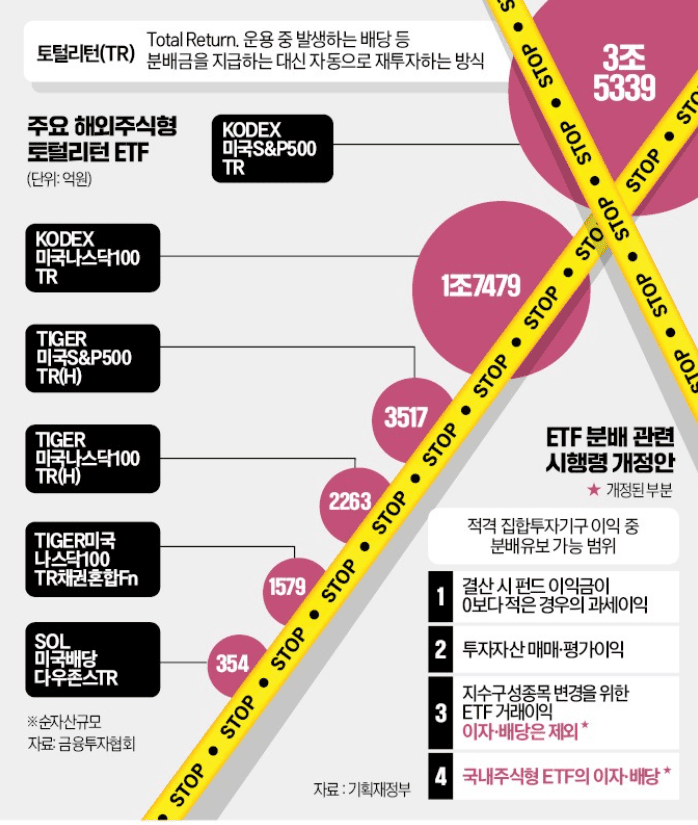 토털리턴(TR)
Total Return. 운용 중 발생하는 배당 등
분배금을 지급하는 대신 자동으로 재투자하는 방식
주요 해외주식형
토털리턴 ETF
(단위: 억원)
KODEX
미국S&P500
TR
3조
5339
KODEX
미국나스닥100
TR
1조7479
TIGER
미국S&P500
TR(H)
3517
TIGER
미국나스닥100
TR(H)
2263
TIGER미국
나스닥100
TR채권혼합Fn
1579
SOL
미국배당
다우존스TR
354
※순자산규모
자료: 금융투자협회
STOP • STOP • STOP • STOP • STOP • STOP • STOP • STOP • STOP • STOP • STO
STOP • STOP • STOP • STOP • STOP • STOP
ETF 분배 관련
시행령 개정안
★ 개정된 부분
적격 집합투자기구 이익 중
분배유보 가능 범위
1 결산 시 펀드 이익금이
0보다 적은 경우의 과세이익
2 투자자산 매매·평가이익
3 지수구성종목 변경을 위한
ETF 거래이익
이자·배당은 제외★
4 국내주식형 ETF의 이자·배당★
자료 : 기획재정부